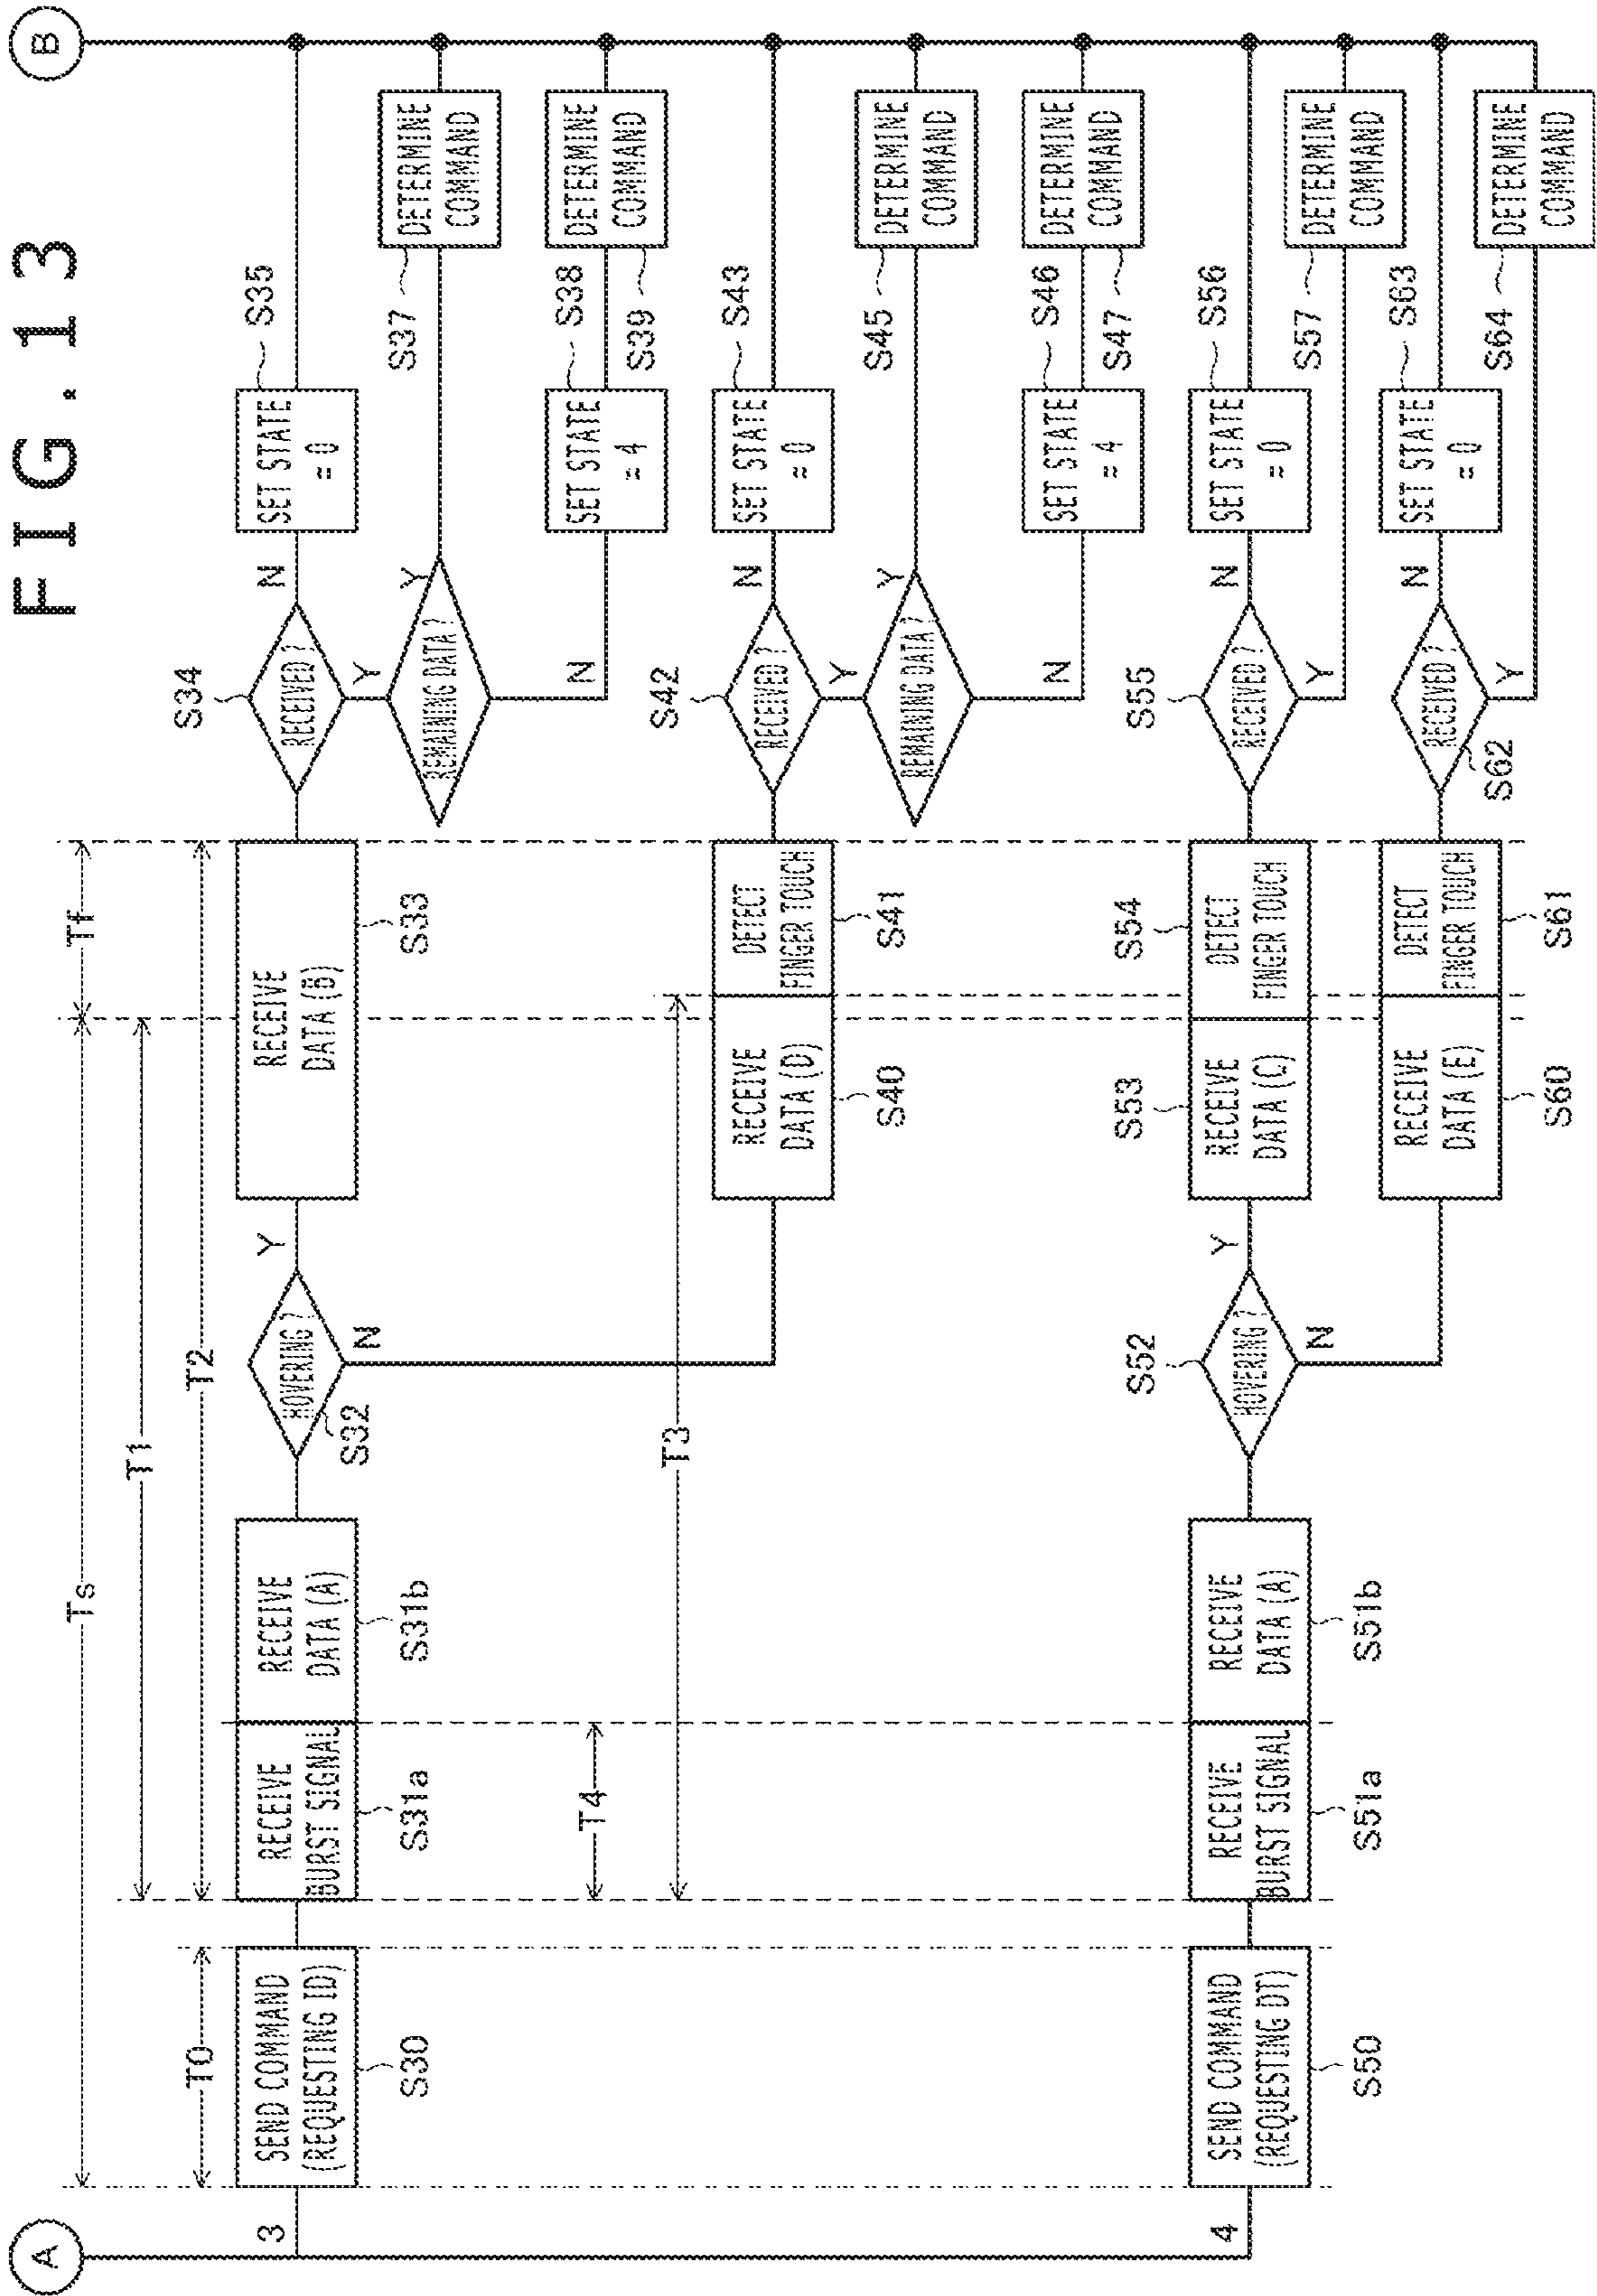 FIG.13
A
B
Ts
Tf
T1
T0
T2
3
SEND COMMAND
(REQUESTING ID)
S30
RECEIVE
BURST SIGNAL
S31a
RECEIVE
DATA (A)
S31b
HOVERING ?
S32
Y
N
RECEIVE
DATA (B)
S33
S34
RECEIVED ?
N
Y
SET STATE
= 0
S35
REMAINING DATA ?
Y
N
S37
DETERMINE
COMMAND
SET STATE
= 4
S38
DETERMINE
COMMAND
S39
T4
T3
RECEIVE
DATA (D)
S40
DETECT
FINGER TOUCH
S41
S42
RECEIVED ?
N
Y
SET STATE
= 0
S43
REMAINING DATA ?
Y
N
S45
DETERMINE
COMMAND
SET STATE
= 4
S46
DETERMINE
COMMAND
S47
4
SEND COMMAND
(REQUESTING DT)
S50
RECEIVE
BURST SIGNAL
S51a
RECEIVE
DATA (A)
S51b
S52
HOVERING ?
Y
N
S53
RECEIVE
DATA (C)
S54
DETECT
FINGER TOUCH
S55
RECEIVED ?
N
Y
SET STATE
= 0
S56
S57
DETERMINE
COMMAND
RECEIVE
DATA (E)
S60
DETECT
FINGER TOUCH
S61
RECEIVED ?
S62
N
Y
SET STATE
= 0
S63
S64
DETERMINE
COMMAND